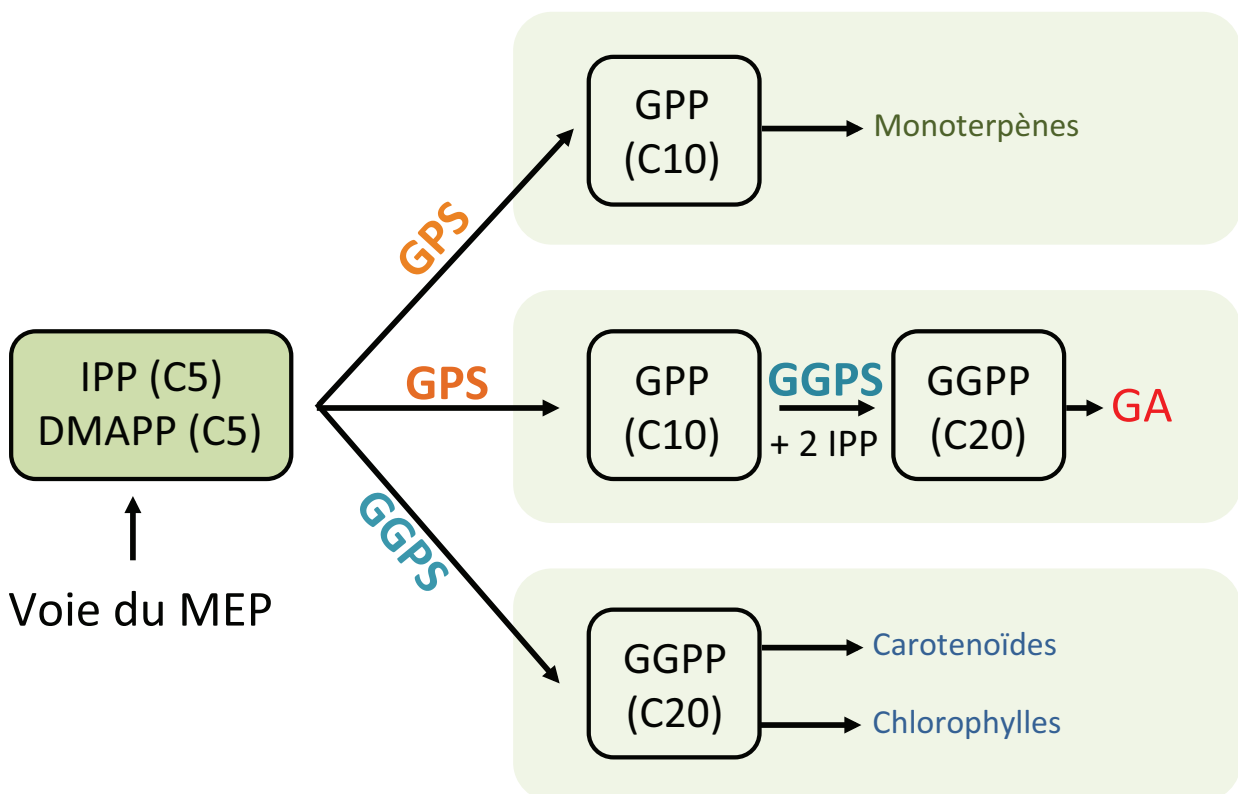 GPP
(C10)
Monoterpènes
GPS
IPP (C5)
DMAPP (C5)
GPS
GPP
(C10)
GGPS
+ 2 IPP
GGPP
(C20)
GA
Voie du MEP
GGPS
GGPP
(C20)
Carotenoïdes
Chlorophylles